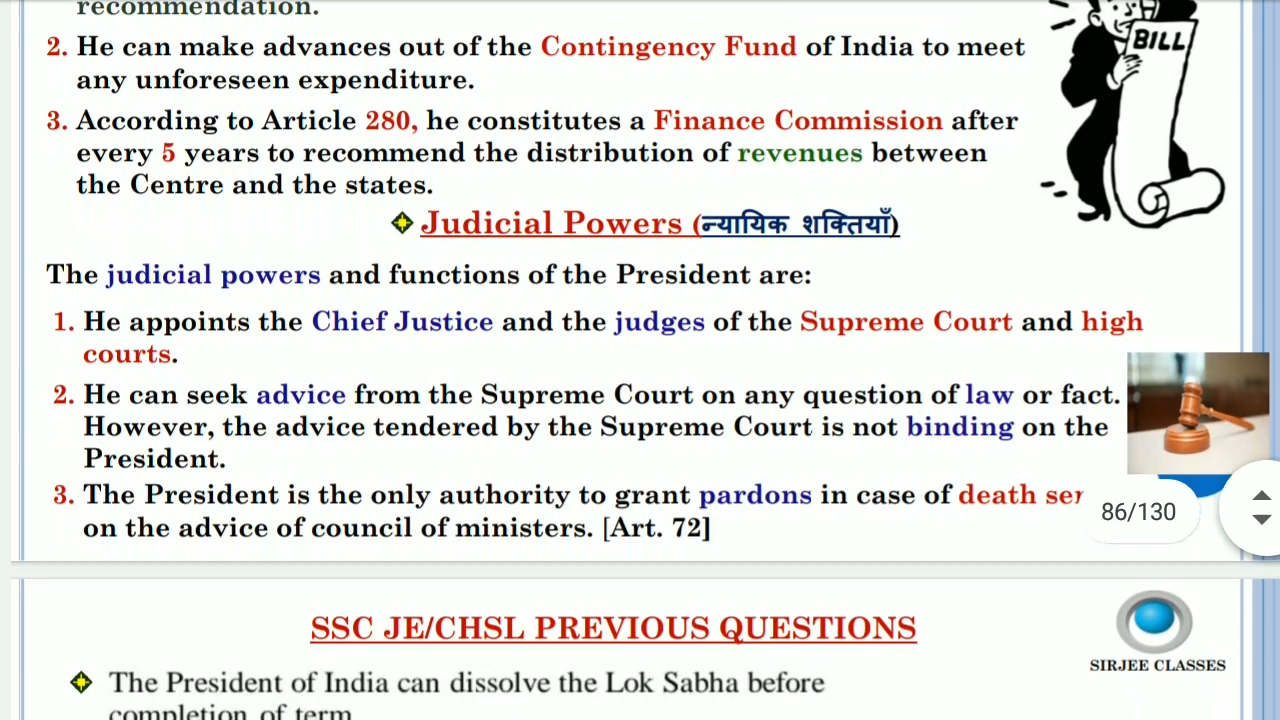 recommendation.
2. He can make advances out of the Contingency Fund of India to meet
any unforeseen expenditure.
BILL
3. According to Article 280, he constitutes a Finance Commission after
every 5 years to recommend the distribution of revenues between
the Centre and the states.
Judicial Powers (न्यायिक शक्तियाँ)
The judicial powers and functions of the President are:
1. He appoints the Chief Justice and the judges of the Supreme Court and high
courts.
2. He can seek advice from the Supreme Court on any question of law or fact.
However, the advice tendered by the Supreme Court is not binding on the
President.
3. The President is the only authority to grant pardons in case of death ser
on the advice of council of ministers. [Art. 72]
86/130
SSC JE/CHSL PREVIOUS QUESTIONS
SIRJEE CLASSES
The President of India can dissolve the Lok Sabha before
completion of term